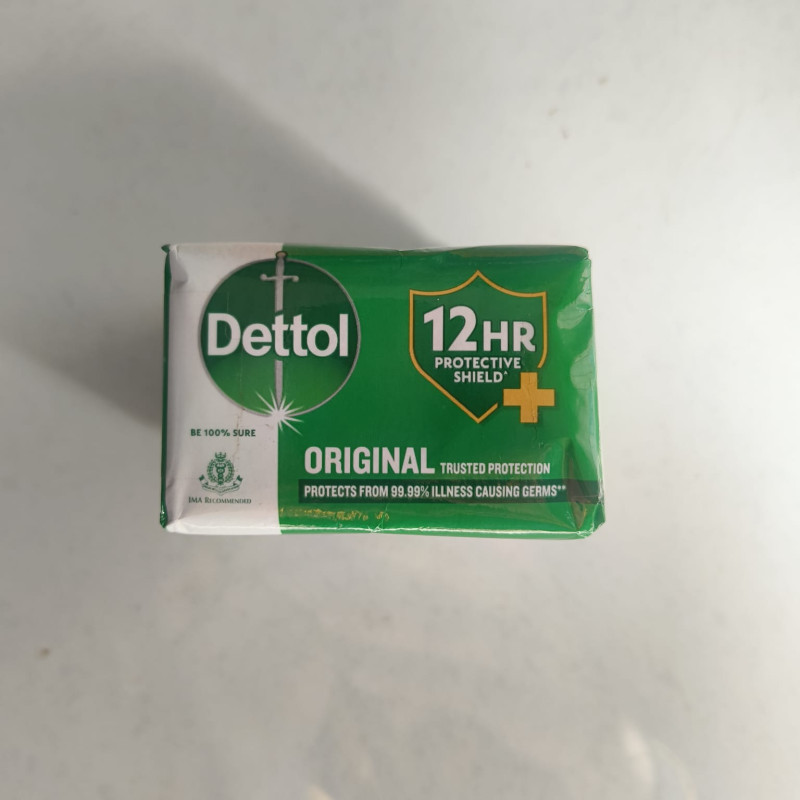 Dettol
BE 100% SURE
IMA RECOMMENDED
12HR
PROTECTIVE
SHIELD^
ORIGINAL TRUSTED PROTECTION
PROTECTS FROM 99.99% ILLNESS CAUSING GERMS**